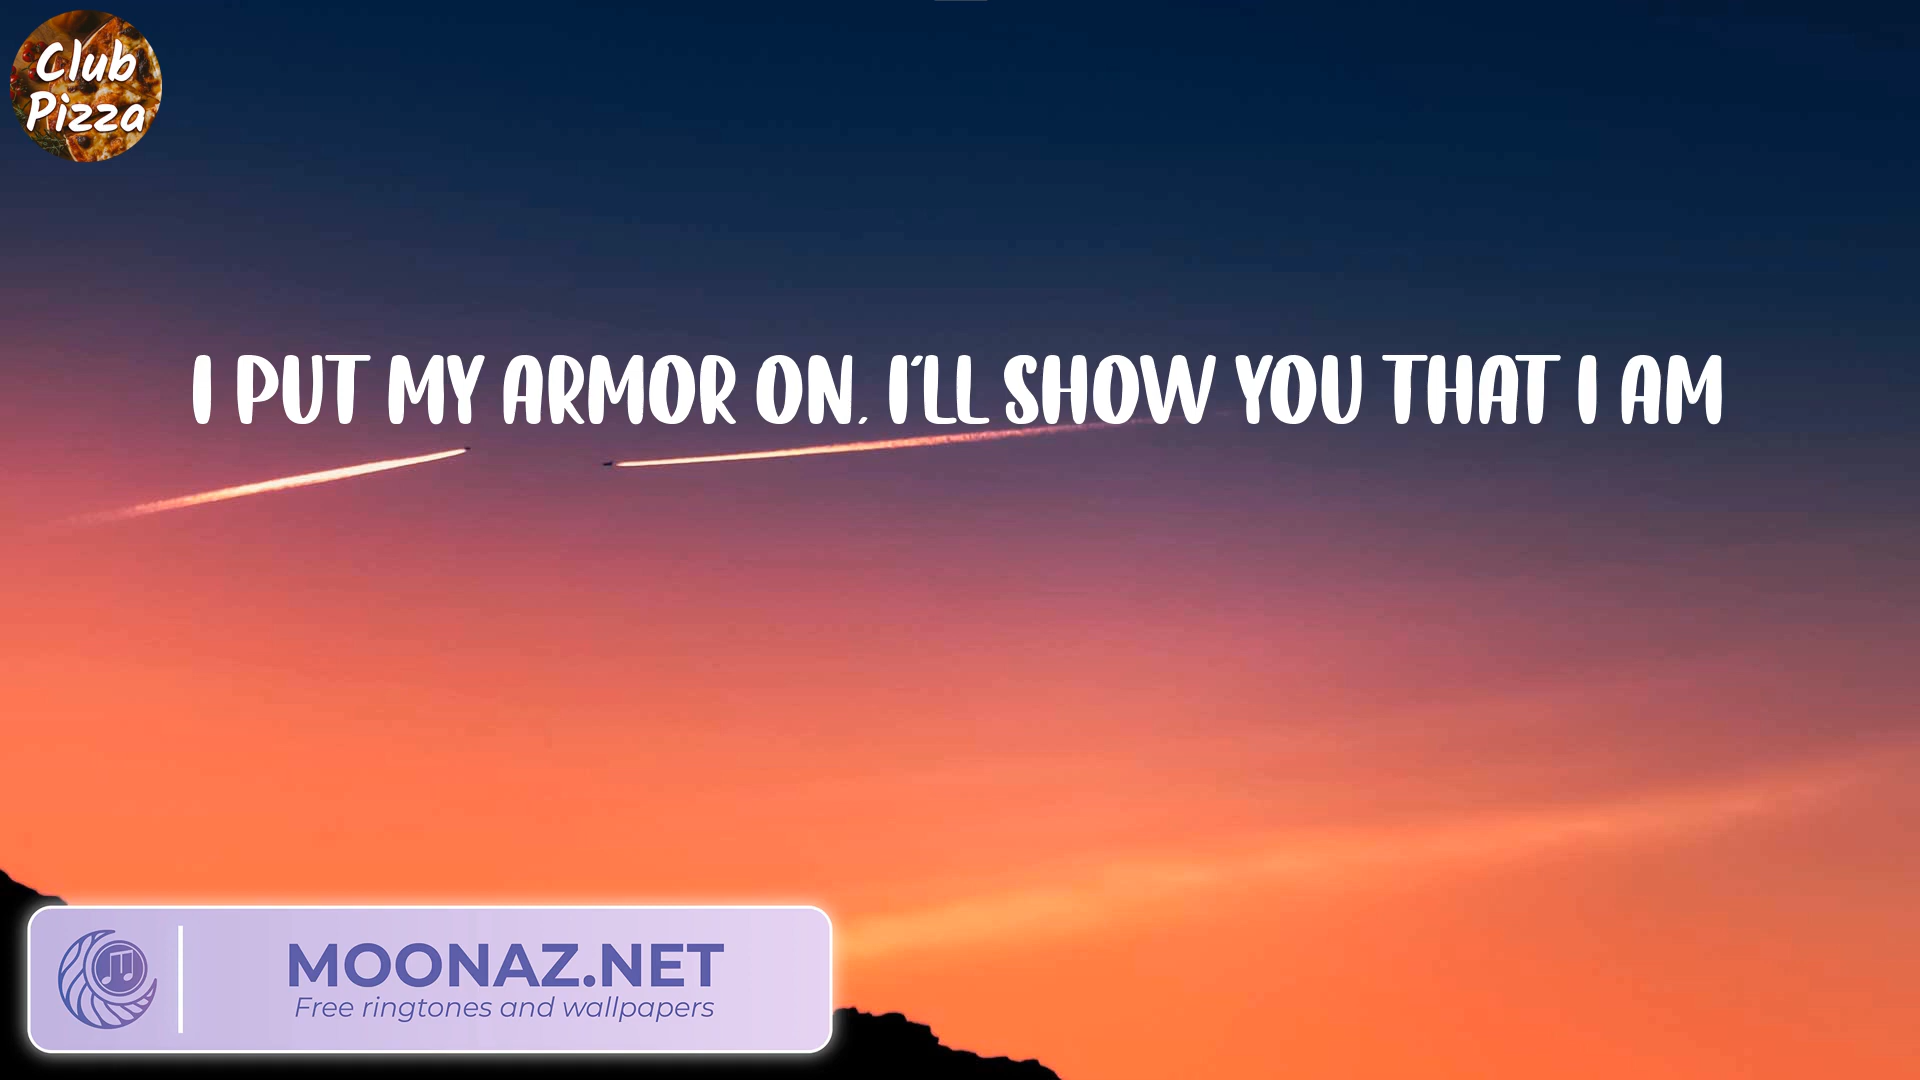 Club
Pizza
I PUT MY ARMOR ON, I'LL SHOW YOU THAT I AM
MOONAZ.NET
Free ringtones and wallpapers